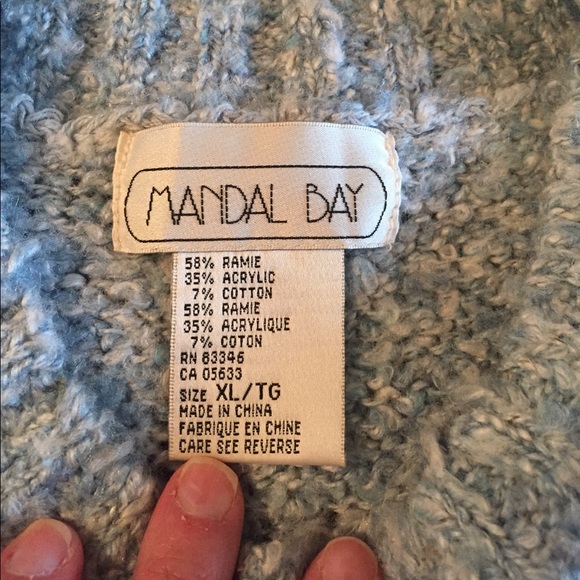 MANDAL BAY
58% RAMIE
35% ACRYLIC
7% COTTON
58% RAMIE
35% ACRYLIQUE
7% COTON
RN 83346
CA 05633
SIZE XL/TG
MADE IN CHINA
FABRIQUE EN CHINE
CARE SEE REVERSE